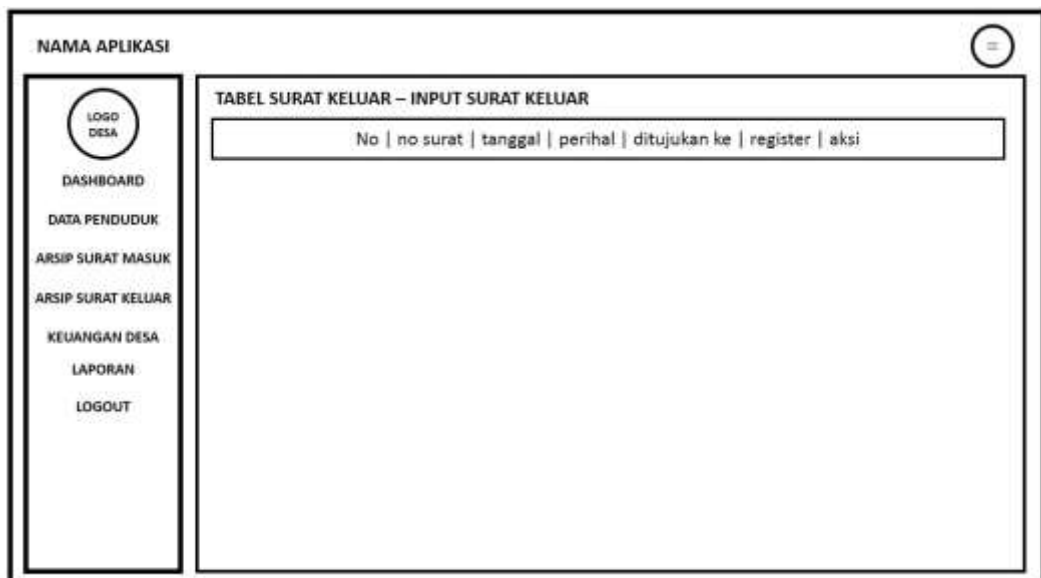 NAMA APLIKASI
=
LOGO
DESA
DASHBOARD
DATA PENDUDUK
ARSIP SURAT MASUK
ARSIP SURAT KELUAR
KEUANGAN DESA
LAPORAN
LOGOUT
TABEL SURAT KELUAR – INPUT SURAT KELUAR
No | no surat | tanggal | perihal | ditujukan ke | register | aksi